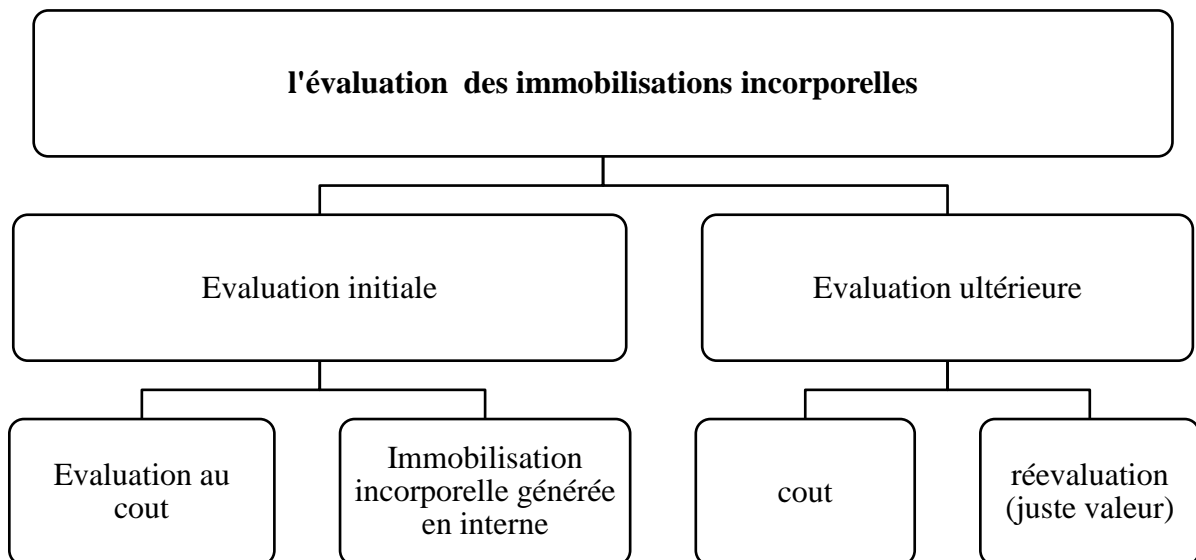 l'évaluation  des immobilisations incorporelles
Evaluation initiale
Evaluation ultérieure
Evaluation au
cout
Immobilisation
incorporelle générée
en interne
cout
réevaluation
(juste valeur)